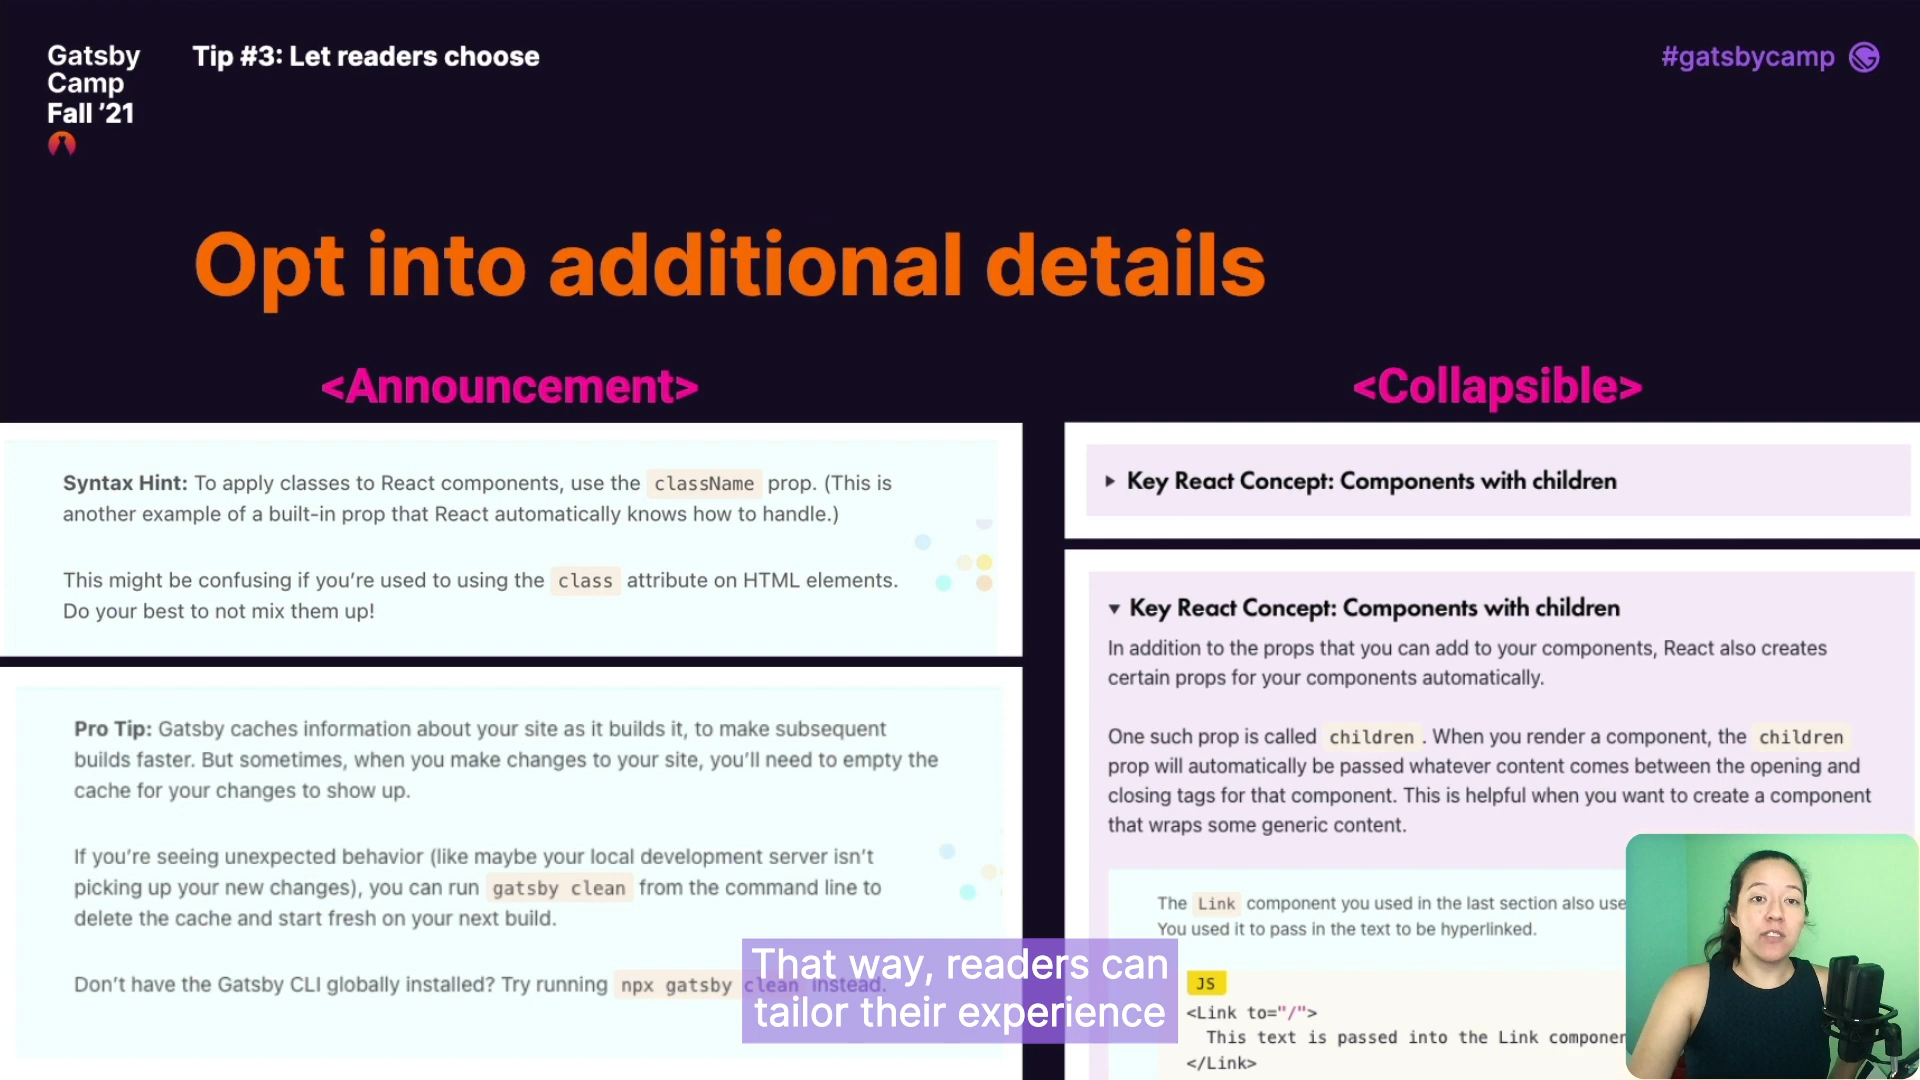 Gatsby
Camp
Fall ’21
Tip #3: Let readers choose
#gatsbycamp
Opt into additional details
<Announcement>
Syntax Hint: To apply classes to React components, use the className prop. (This is
another example of a built-in prop that React automatically knows how to handle.)
This might be confusing if you’re used to using the class attribute on HTML elements.
Do your best to not mix them up!
Pro Tip: Gatsby caches information about your site as it builds it, to make subsequent
builds faster. But sometimes, when you make changes to your site, you’ll need to empty the
cache for your changes to show up.
If you’re seeing unexpected behavior (like maybe your local development server isn’t
picking up your new changes), you can run gatsby clean from the command line to
delete the cache and start fresh on your next build.
Don’t have the Gatsby CLI globally installed? Try running npx gatsby clean instead.
<Collapsible>
Key React Concept: Components with children
Key React Concept: Components with children
In addition to the props that you can add to your components, React also creates
certain props for your components automatically.
One such prop is called children. When you render a component, the children
prop will automatically be passed whatever content comes between the opening and
closing tags for that component. This is helpful when you want to create a component
that wraps some generic content.
The Link component you used in the last section also use
You used it to pass in the text to be hyperlinked.
JS
<Link to="/">
This text is passed into the Link componen
</Link>
That way, readers can
tailor their experience